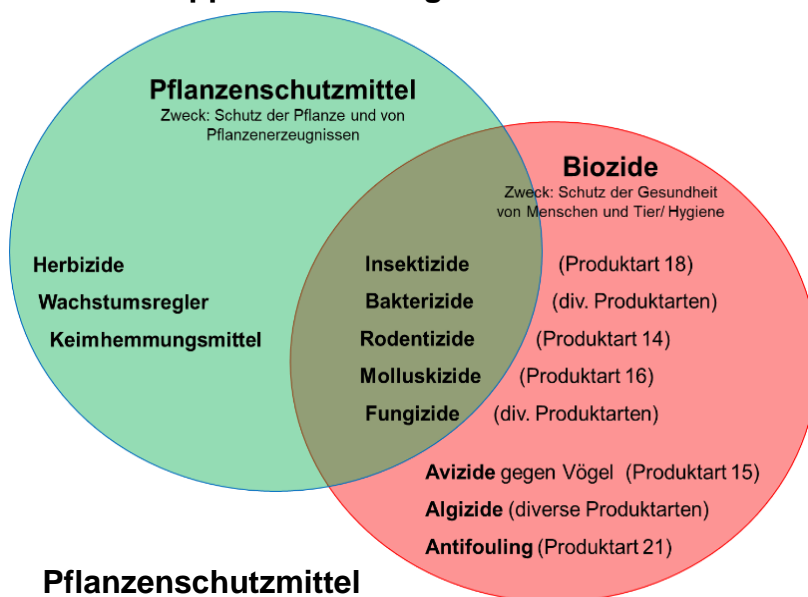 Pflanzenschutzmittel
Zweck: Schutz der Pflanze und von
Pflanzenerzeugnissen
Biozide
Zweck: Schutz der Gesundheit
von Menschen und Tier/ Hygiene
Herbizide
Wachstumsregler
Keimhemmungsmittel
Insektizide (Produktart 18)
Bakterizide (div. Produktarten)
Rodentizide (Produktart 14)
Molluskizide (Produktart 16)
Fungizide (div. Produktarten)
Avizide gegen Vögel (Produktart 15)
Algizide (diverse Produktarten)
Antifouling (Produktart 21)
Pflanzenschutzmittel